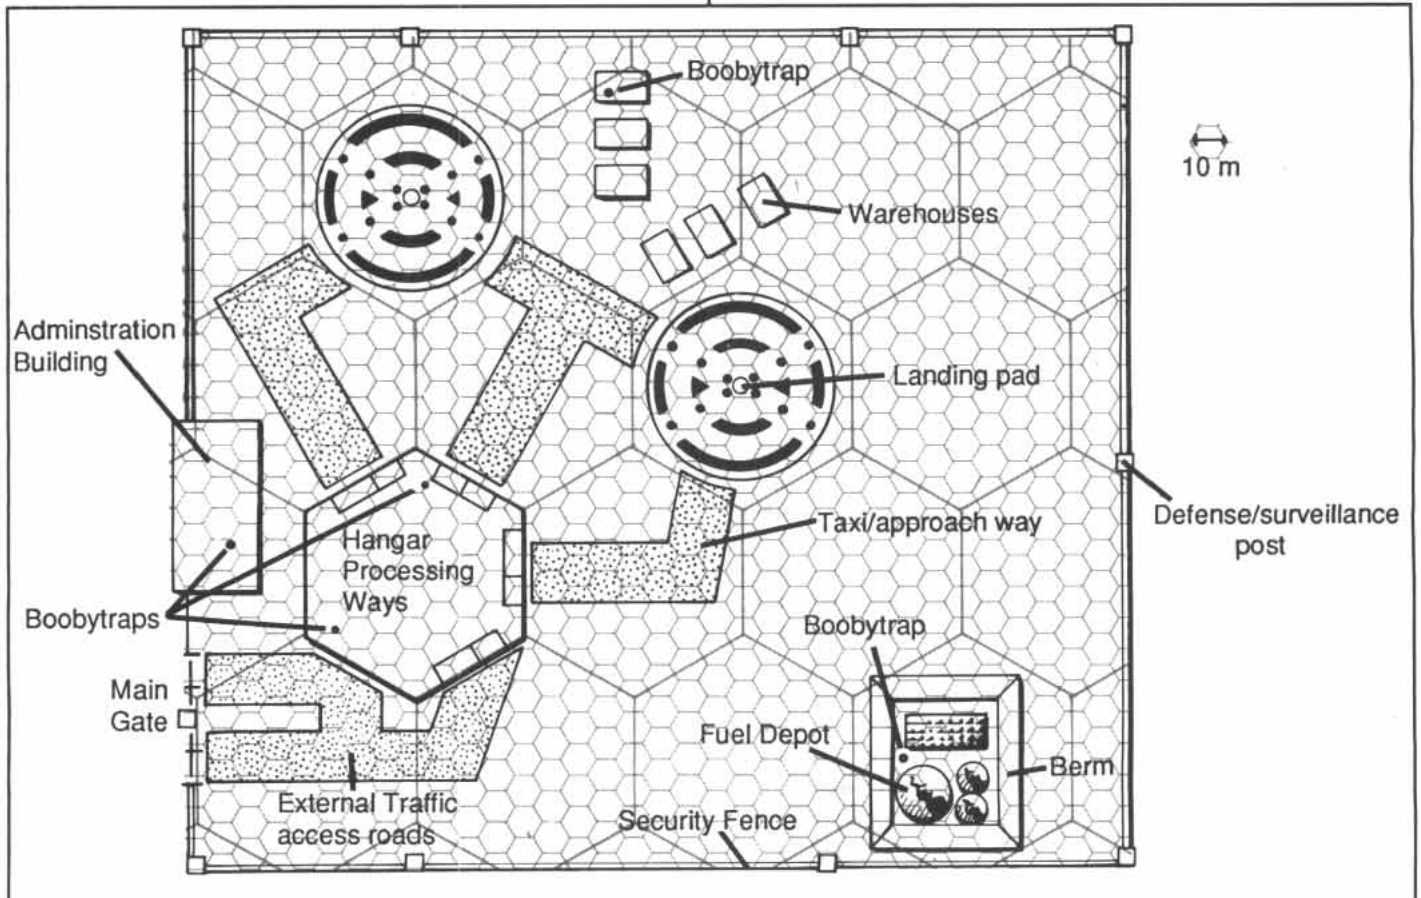 Boobytrap
10 m
Warehouses
Adminstration
Building
Landing pad
Defense/surveillance
post
Taxi/approach way
Hangar
Processing
Ways
Boobytraps
Boobytrap
Main
Gate
Fuel Depot
Berm
External Traffic
access roads
Security Fence